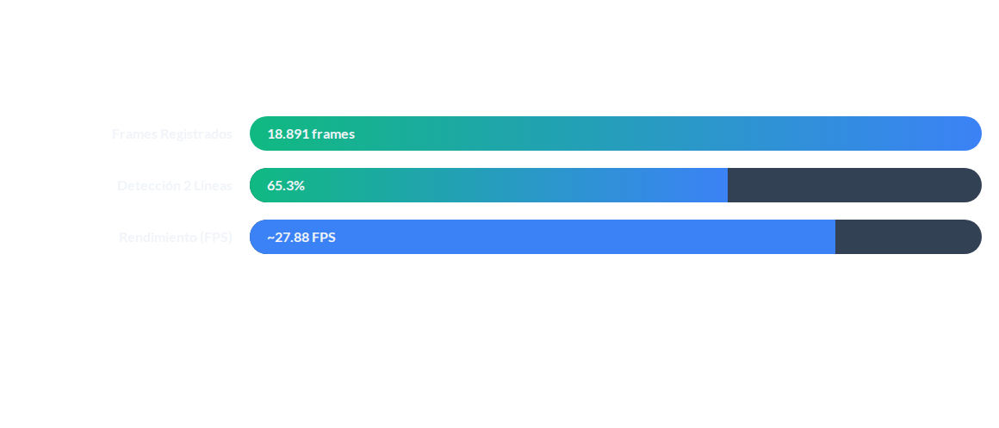 Frames Registrados 18.891 frames
Detección 2 Líneas 65.3%
Rendimiento (FPS) ~27.88 FPS